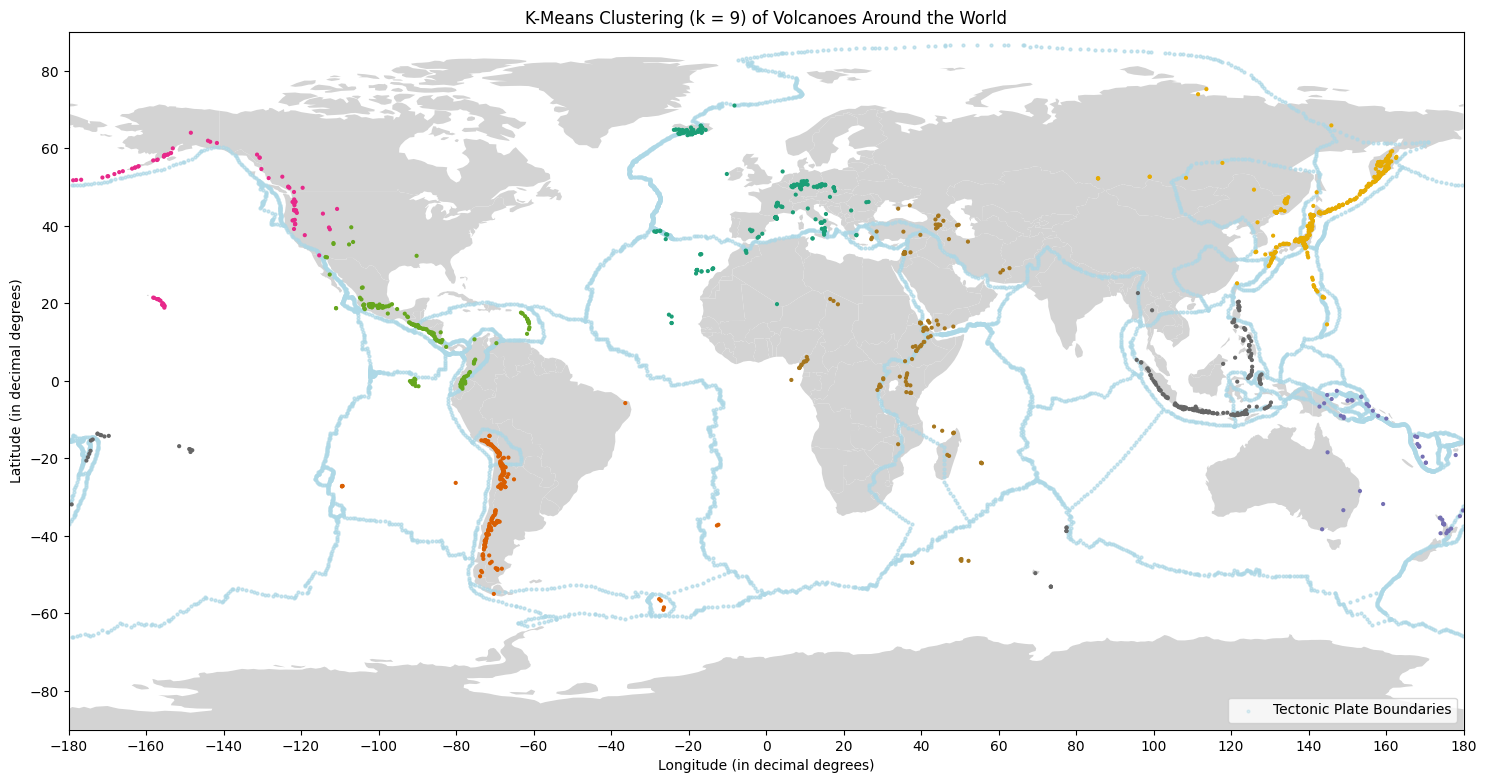 K-Means Clustering (k = 9) of Volcanoes Around the World
80
60
40
20
0
−20
−40
−60
−80
Latitude (in decimal degrees)
Tectonic Plate Boundaries
−180 −160 −140 −120 −100 −80 −60 −40 −20 0 20 40 60 80 100 120 140 160 180
Longitude (in decimal degrees)